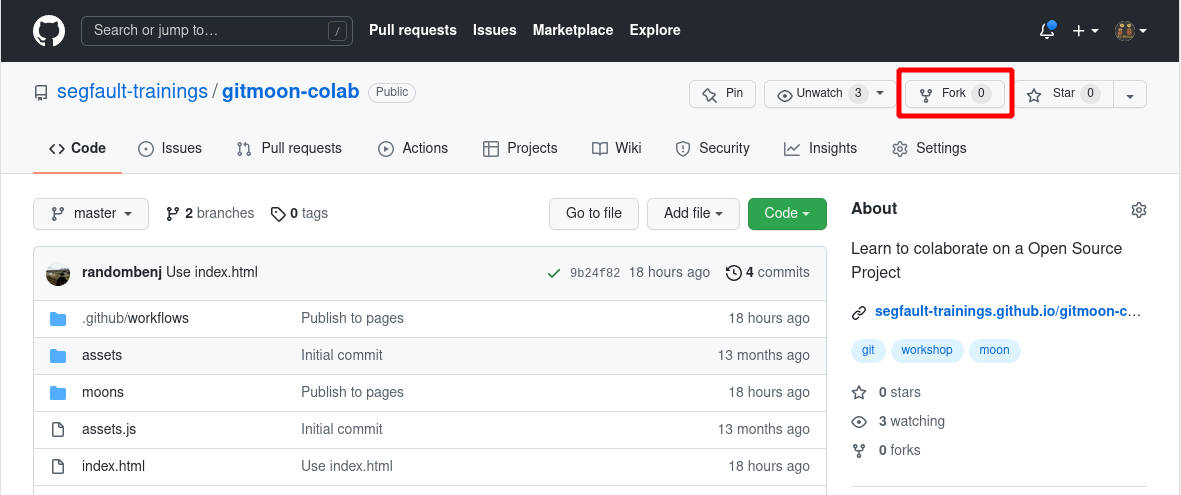 Search or jump to… / Pull requests Issues Marketplace Explore
segfault-trainings / gitmoon-colab Public Pin Unwatch 3 Fork 0 Star 0
Code Issues Pull requests Actions Projects Wiki Security Insights Settings
master 2 branches 0 tags Go to file Add file Code
randombenj Use index.html 9b24f82 18 hours ago 4 commits
.github/workflows Publish to pages 18 hours ago
assets Initial commit 13 months ago
moons Publish to pages 18 hours ago
assets.js Initial commit 13 months ago
index.html Use index.html 18 hours ago
About
Learn to colaborate on a Open Source
Project
segfault-trainings.github.io/gitmoon-c…
git workshop moon
0 stars
3 watching
0 forks